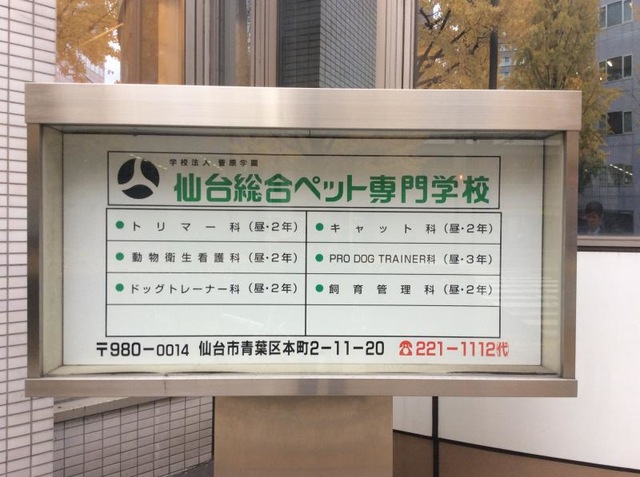 学校法人 菅原学園
仙台総合ペット専門学校
● トリマー科 (昼・2年)
● キャット科 (昼・2年)
● 動物衛生看護科 (昼・2年)
● PRO DOG TRAINER科 (昼・3年)
● ドッグトレーナー科 (昼・2年)
● 飼育管理科 (昼・2年)
〒980-0014 仙台市青葉区本町2-11-20 ☎221-1112代